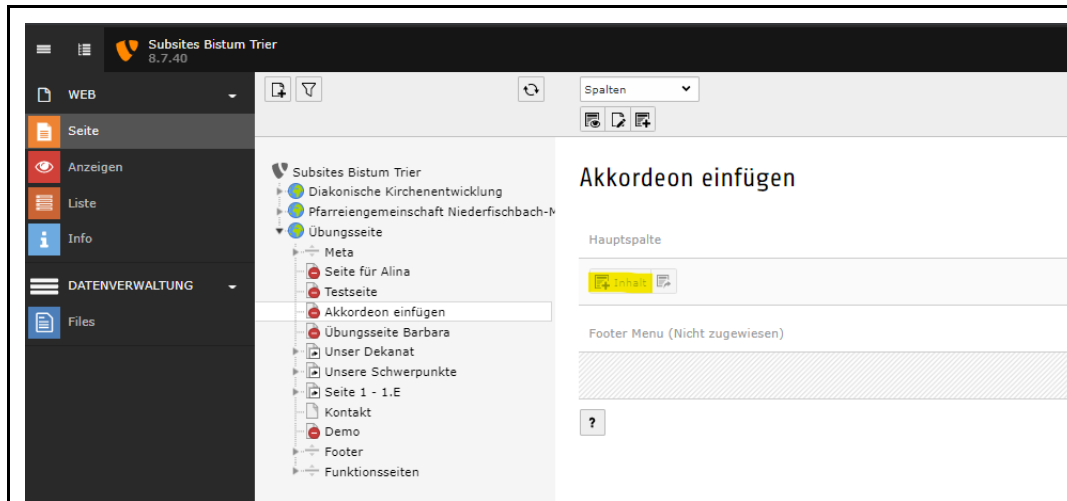 Subsites Bistum Trier
8.7.40
WEB
Seite
Anzeigen
Liste
Info
DATENVERWALTUNG
Files
Subsites Bistum Trier
Diakonische Kirchenentwicklung
Pfarreiengemeinschaft Niederfischbach-M
Übungsseite
Meta
Seite für Alina
Testseite
Akkordeon einfügen
Übungsseite Barbara
Unser Dekanat
Unsere Schwerpunkte
Seite 1 - 1.E
Kontakt
Demo
Footer
Funktionsseiten
Spalten
Akkordeon einfügen
Hauptspalte
Inhalt
Footer Menu (Nicht zugewiesen)
?